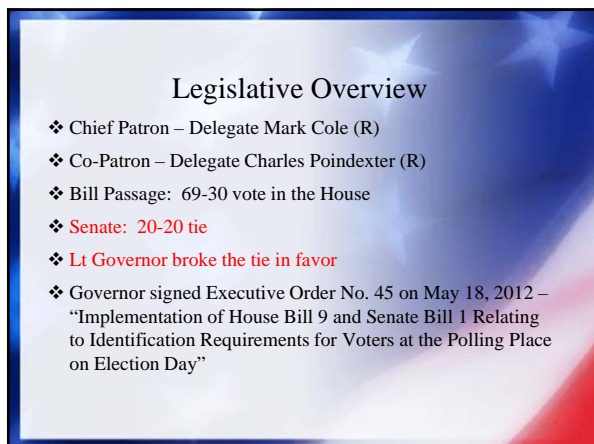 Legislative Overview
❖ Chief Patron – Delegate Mark Cole (R)
❖ Co-Patron – Delegate Charles Poindexter (R)
❖ Bill Passage:  69-30 vote in the House
❖ Senate:  20-20 tie
❖ Lt Governor broke the tie in favor
❖ Governor signed Executive Order No. 45 on May 18, 2012 –
“Implementation of House Bill 9 and Senate Bill 1 Relating
to Identification Requirements for Voters at the Polling Place
on Election Day”